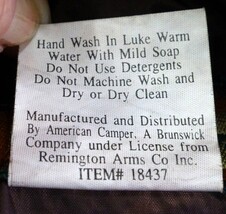 Hand Wash In Luke Warm
Water With Mild Soap
Do Not Use Detergents
Do Not Machine Wash and
Dry or Dry Clean
Manufactured and Distributed
By American Camper, A Brunswick
Company under License from
Remington Arms Co Inc.
ITEM# 18437